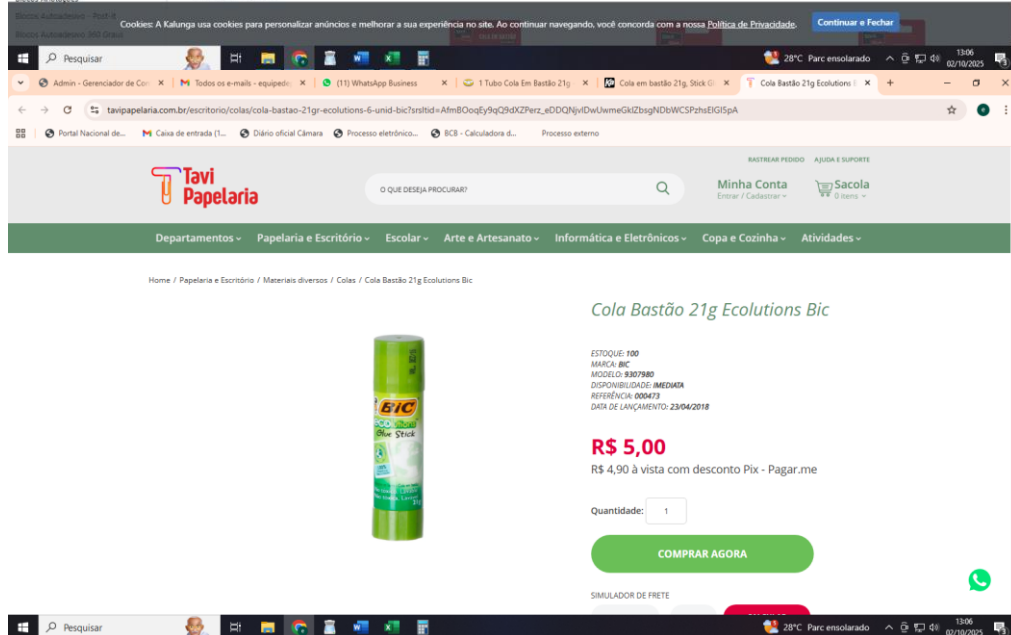 Blocos Autoadesivo - Post-it
Cookies: A Kalunga usa cookies para personalizar anúncios e melhorar a sua experiência no site. Ao continuar navegando, você concorda com a nossa Política de Privacidade.
Continuar e Fechar
Pesquisar
28°C Parc ensolarado
13:06
02/10/2025
Admin - Gerenciador de Con
Todos os e-mails - equipedec
(11) WhatsApp Business
1 Tubo Cola Em Bastão 21g
Cola em bastão 21g, Stick Gl
Cola Bastão 21g Ecolutions
tavipapelaria.com.br/escritorio/colas/cola-bastao-21gr-ecolutions-6-unid-bic?srsltid=
Portal Nacional de...
Caixa de entrada (1...
Diário oficial Câmara
Processo eletrônico...
BCB - Calculadora d...
Processo externo
RASTREAR PEDIDO AJUDA E SUPORTE
Tavi
Papelaria
O QUE DESEJA PROCURAR?
Minha Conta
Entrar / Cadastrar
Sacola
0 itens
Departamentos Papelaria e Escritório Escolar Arte e Artesanato Informática e Eletrônicos Copa e Cozinha Atividades
Home / Papelaria e Escritório / Materiais diversos / Colas / Cola Bastão 21g Ecolutions Bic
Cola Bastão 21g Ecolutions Bic
ESTOQUE: 100
MARCA: BIC
MODELO: 9307980
DISPONIBILIDADE: IMEDIATA
REFERÊNCIA: 000473
DATA DE LANÇAMENTO: 23/04/2018
BIC
Glue Stick
R$ 5,00
R$ 4,90 à vista com desconto Pix - Pagar.me
Quantidade: 1
COMPRAR AGORA
SIMULADOR DE FRETE
Pesquisar
28°C Parc ensolarado
13:06
02/10/2025